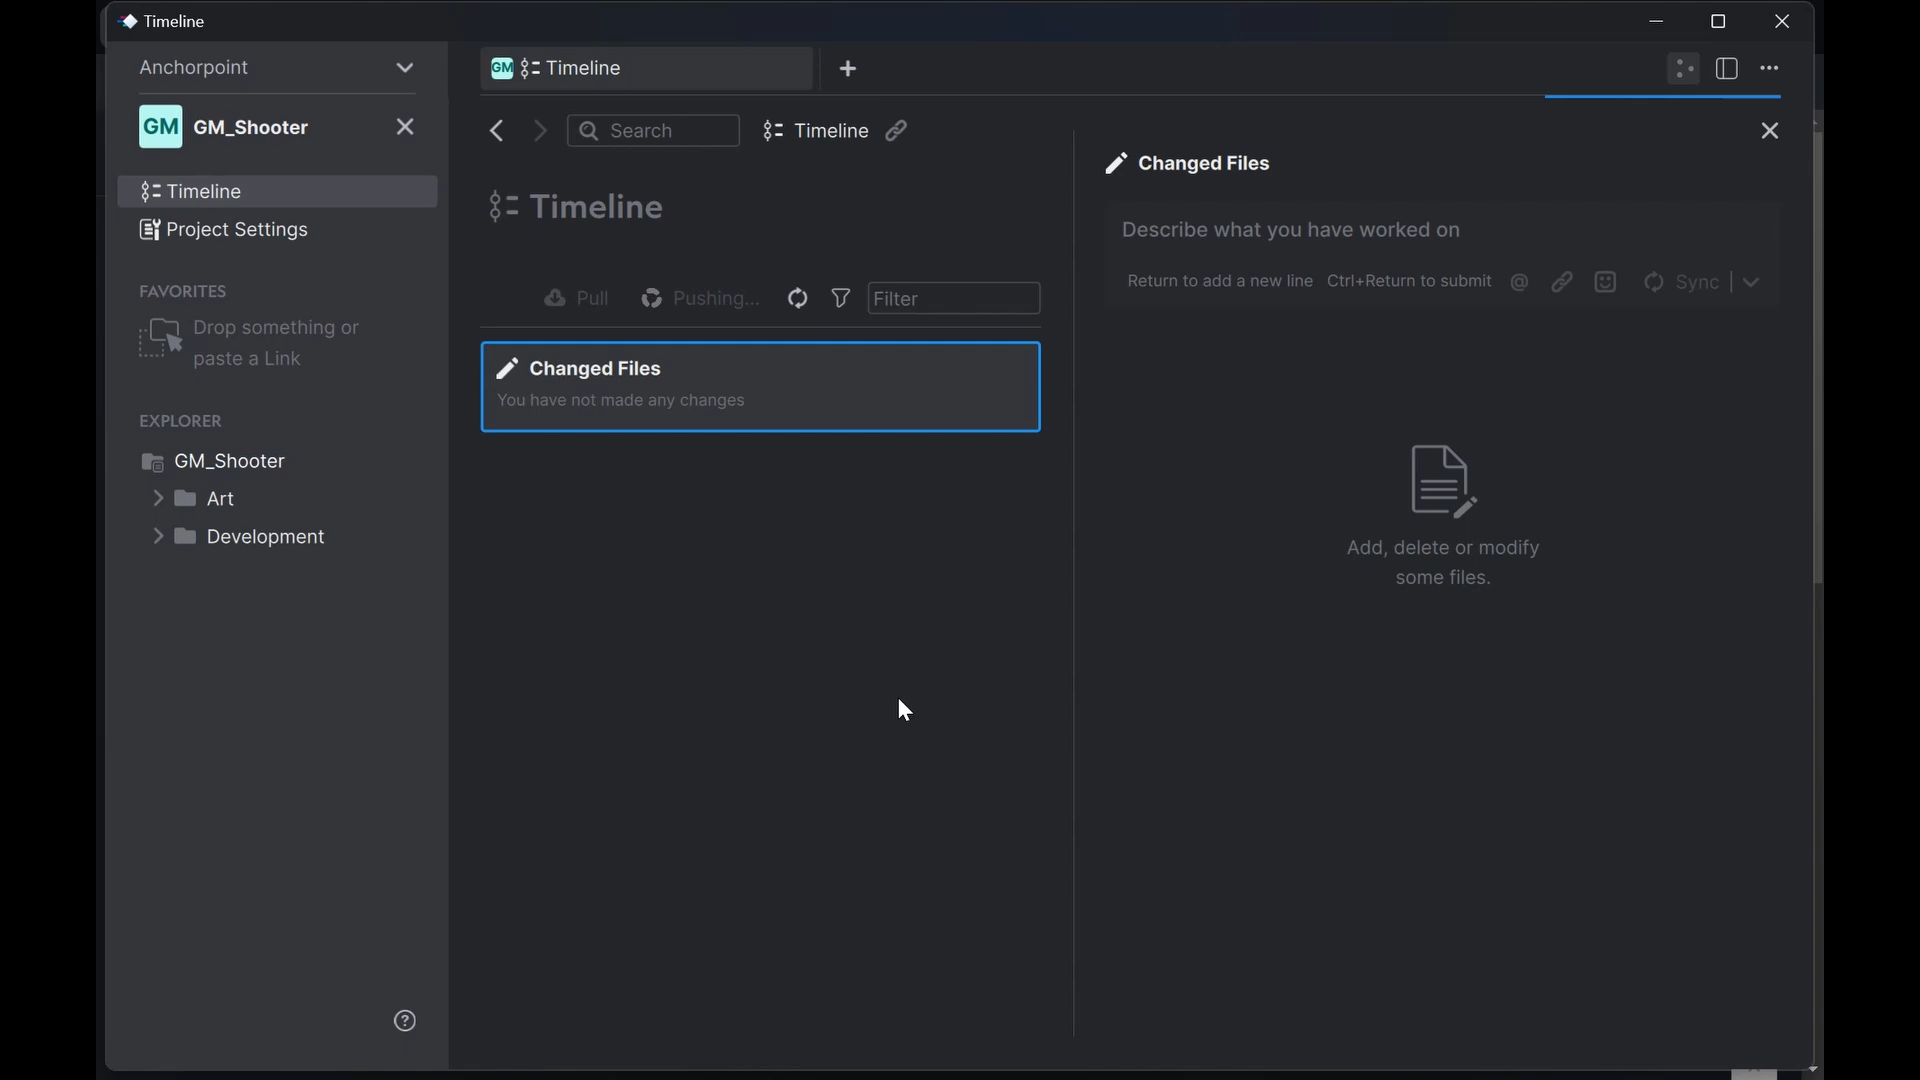 Timeline
Anchorpoint
GM GM_Shooter
Timeline
Project Settings
FAVORITES
Drop something or
paste a Link
EXPLORER
GM_Shooter
Art
Development
GM Timeline
Search
Timeline
Timeline
Pull Pushing... Filter
Changed Files
You have not made any changes
Changed Files
Describe what you have worked on
Return to add a new line Ctrl+Return to submit @ Sync
Add, delete or modify
some files.